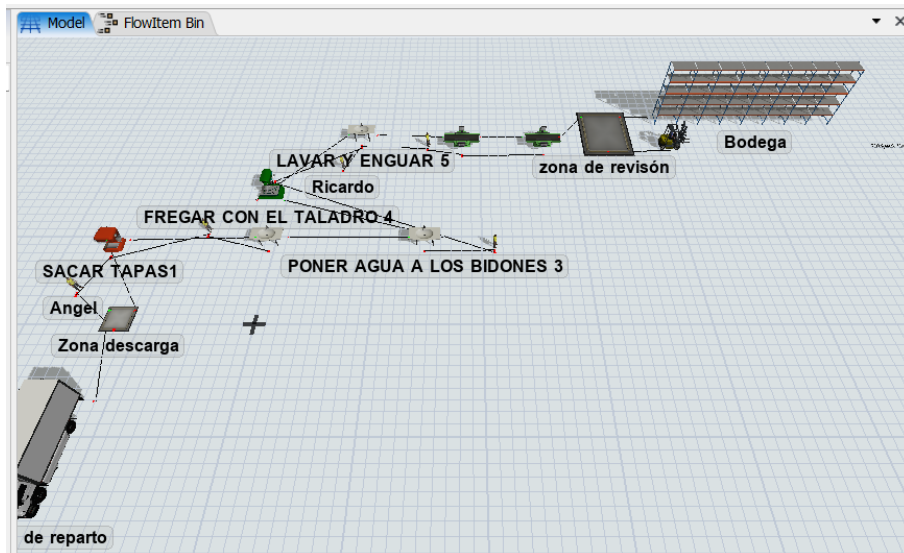 Model
FlowItem Bin
Bodega
LAVAR Y ENGUAR 5
zona de revisón
Ricardo
FREGAR CON EL TALADRO 4
SACAR TAPAS1
PONER AGUA A LOS BIDONES 3
Angel
Zona descarga
de reparto